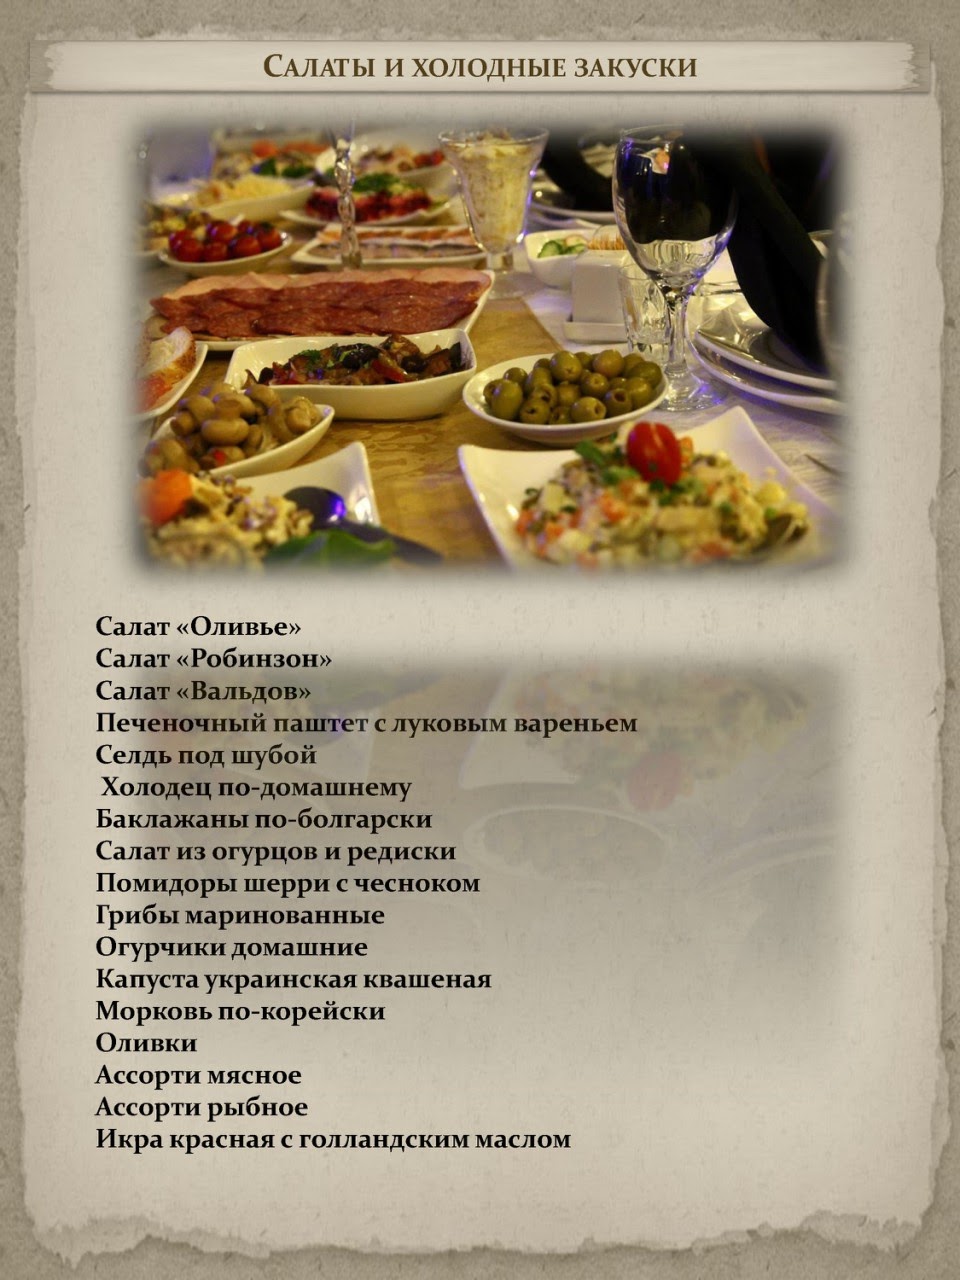 Салаты и холодные закуски
Салат «Оливье»
Салат «Робинзон»
Салат «Вальдов»
Печеночный паштет с луковым вареньем
Селдь под шубой
Холодец по-домашнему
Баклажаны по-болгарски
Салат из огурцов и редиски
Помидоры шерри с чесноком
Грибы маринованные
Огурчики домашние
Капуста украинская квашеная
Морковь по-корейски
Оливки
Ассорти мясное
Ассорти рыбное
Икра красная с голландским маслом